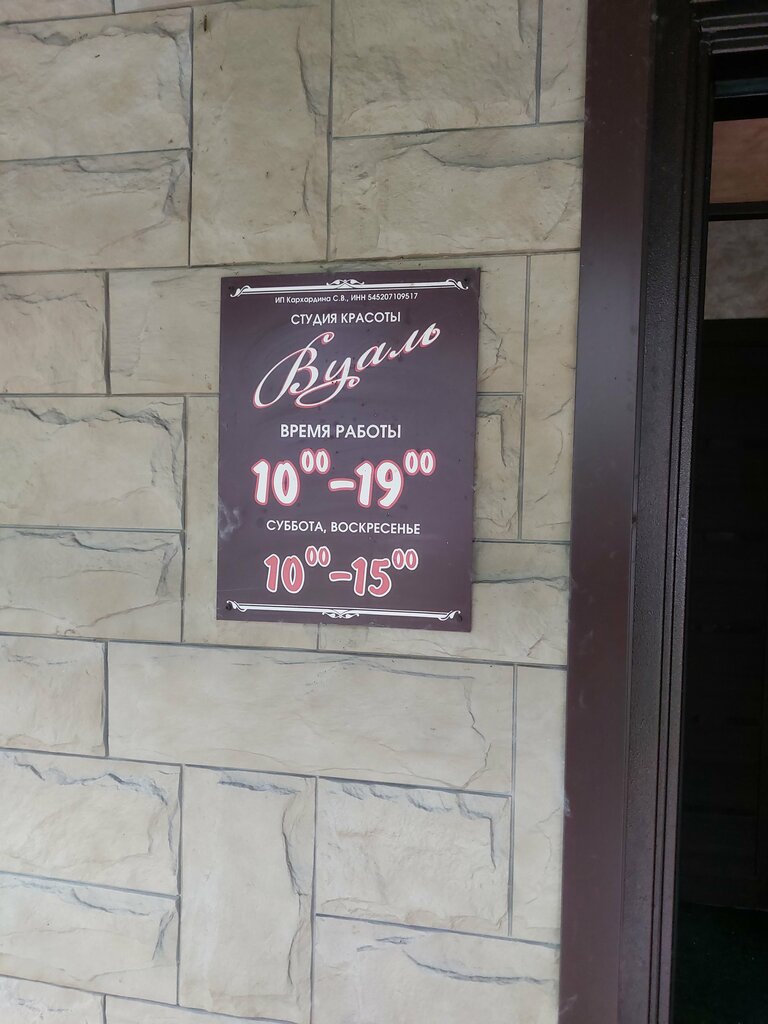 ИП Кархардина С.В., ИНН 545207109517
СТУДИЯ КРАСОТЫ
Вуаль
ВРЕМЯ РАБОТЫ
10⁰⁰-19⁰⁰
СУББОТА, ВОСКРЕСЕНЬЕ
10⁰⁰-15⁰⁰